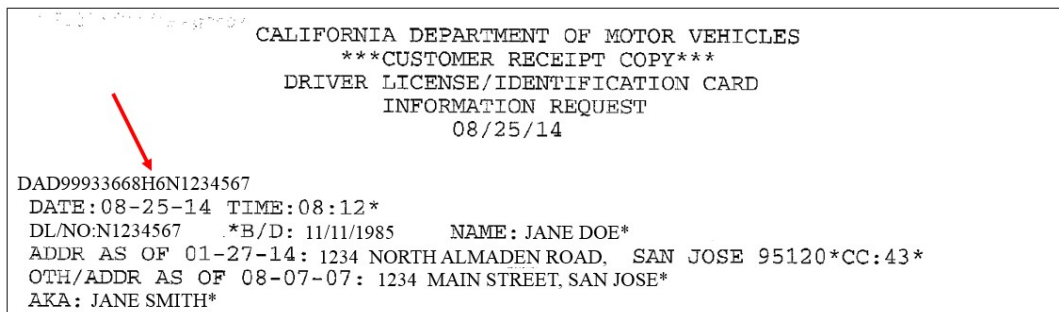 CALIFORNIA DEPARTMENT OF MOTOR VEHICLES
***CUSTOMER RECEIPT COPY***
DRIVER LICENSE/IDENTIFICATION CARD
INFORMATION REQUEST
08/25/14
DAD99933668H6N1234567
DATE:08-25-14 TIME:08:12*
DL/NO:N1234567 .*B/D: 11/11/1985 NAME: JANE DOE*
ADDR AS OF 01-27-14: 1234 NORTH ALMADEN ROAD, SAN JOSE 95120*CC:43*
OTH/ADDR AS OF 08-07-07: 1234 MAIN STREET, SAN JOSE*
AKA: JANE SMITH*